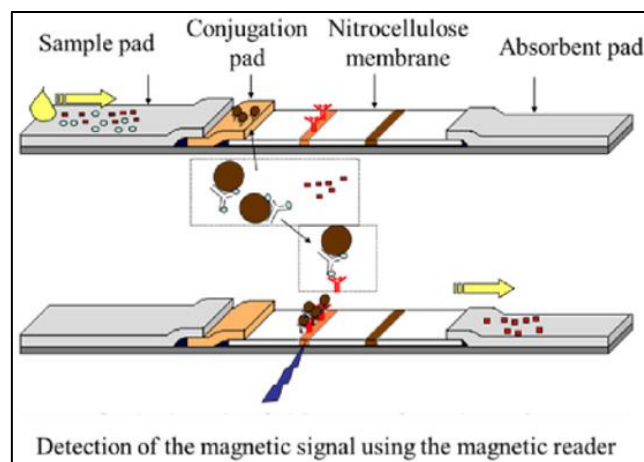 Sample pad
Conjugation
pad
Nitrocellulose
membrane
Absorbent pad
Detection of the magnetic signal using the magnetic reader